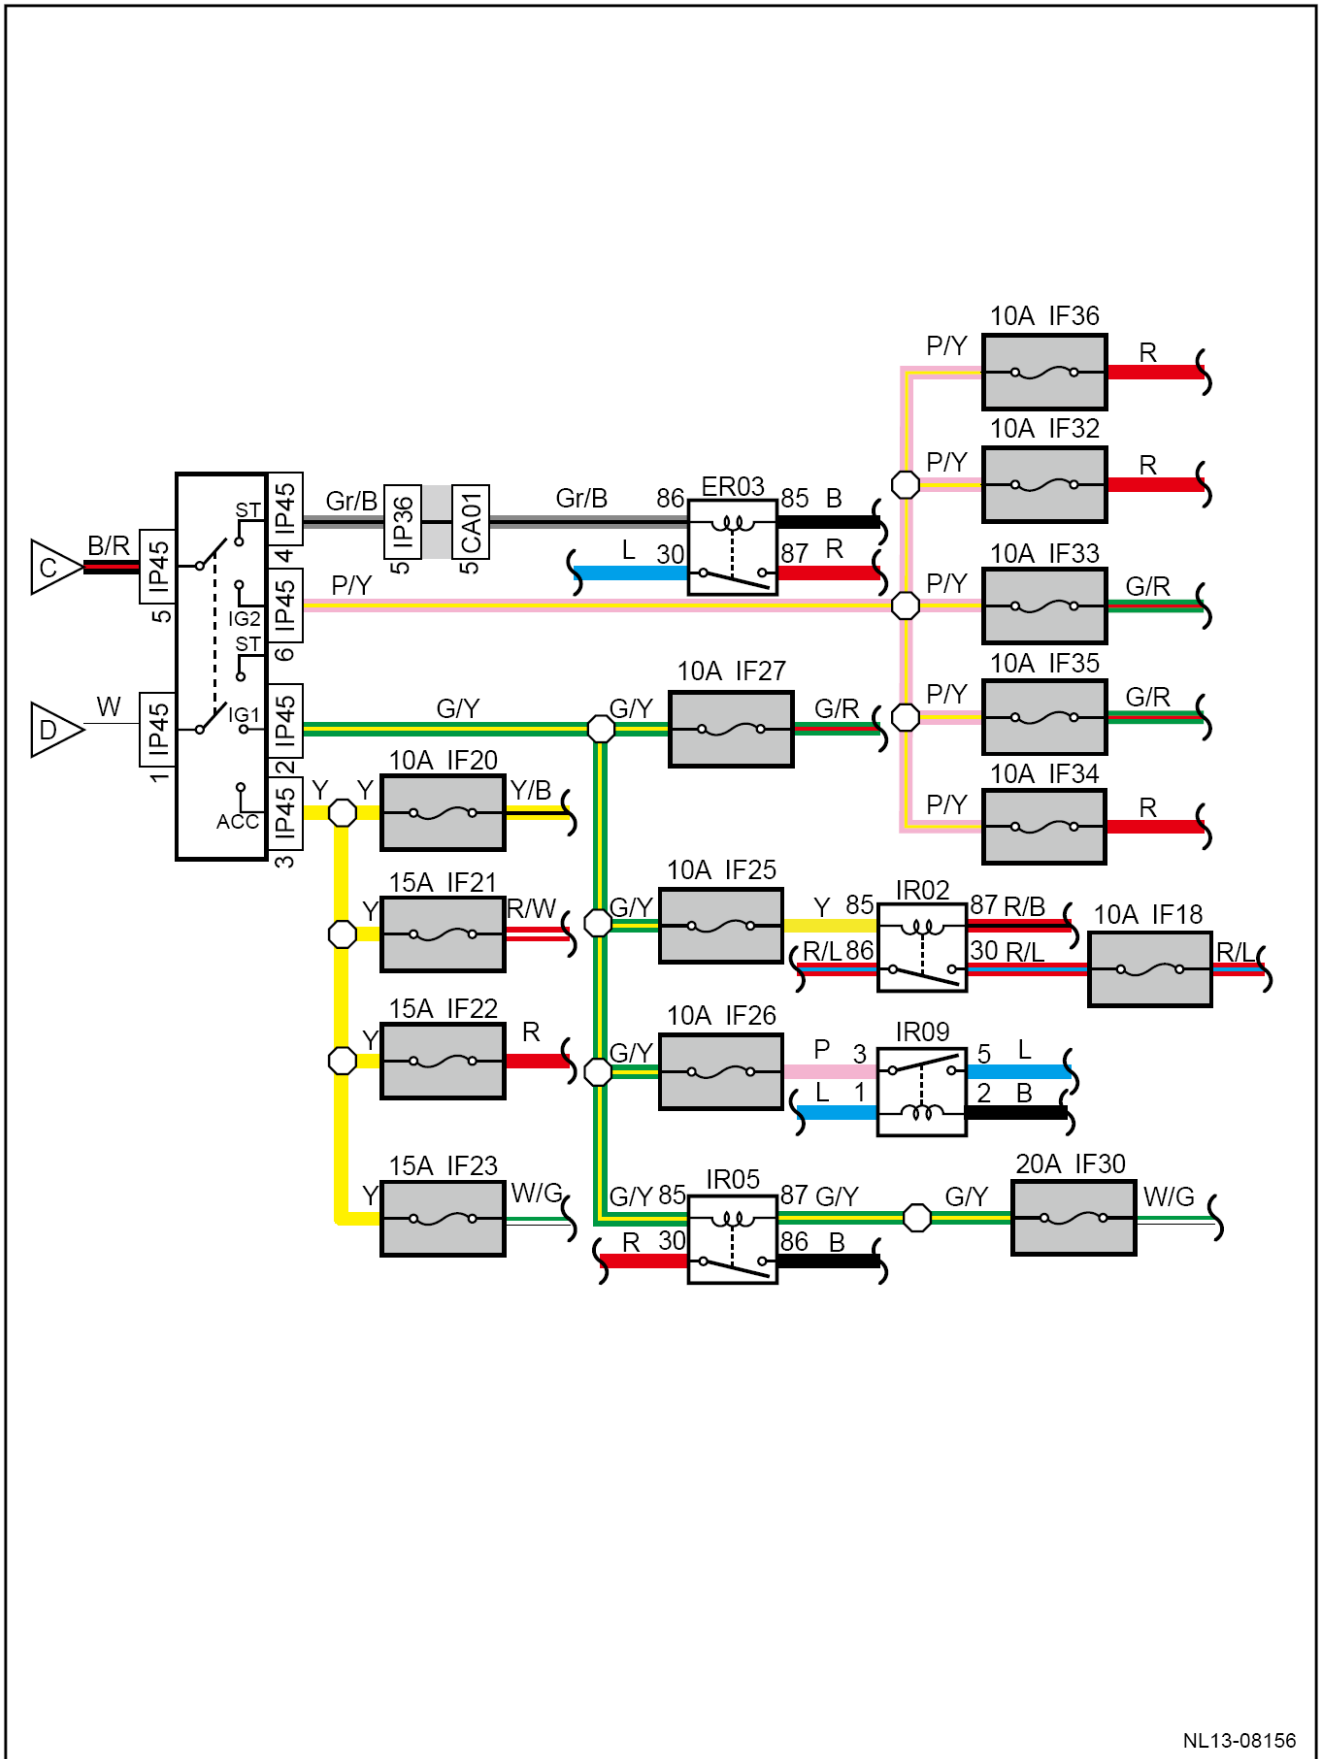 10A IF36
P/Y R
10A IF32
P/Y R
ER03
Gr/B Gr/B 86 85 B
ST IP45 4
IP36 5
CA01 5
L 30 87 R
C B/R IP45 5
10A IF33
P/Y P/Y G/R
IG2 IP45 6
ST
10A IF35
P/Y G/R
10A IF27
D W IP45 1
IG1 IP45 2
G/Y G/Y G/R
10A IF34
P/Y R
10A IF20
Y Y Y/B
ACC IP45 3
15A IF21
Y R/W
10A IF25
G/Y Y 85 IR02 87 R/B
10A IF18
R/L 86 30 R/L R/L
15A IF22
Y R
10A IF26
G/Y P 3 IR09 5 L
L 1 2 B
15A IF23
Y W/G
IR05
G/Y 85 87 G/Y G/Y
20A IF30
W/G
R 30 86 B
NL13-08156